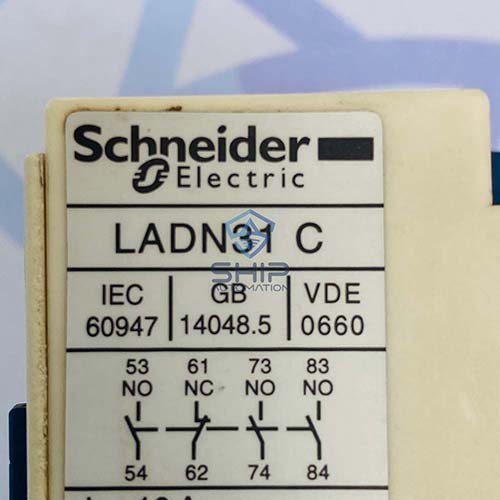 Schneider
Electric
LADN31 C
SHIP
AUTOMATION
IEC GB VDE
60947 14048.5 0660
53 61 73 83
NO NC NO NO
54 62 74 84